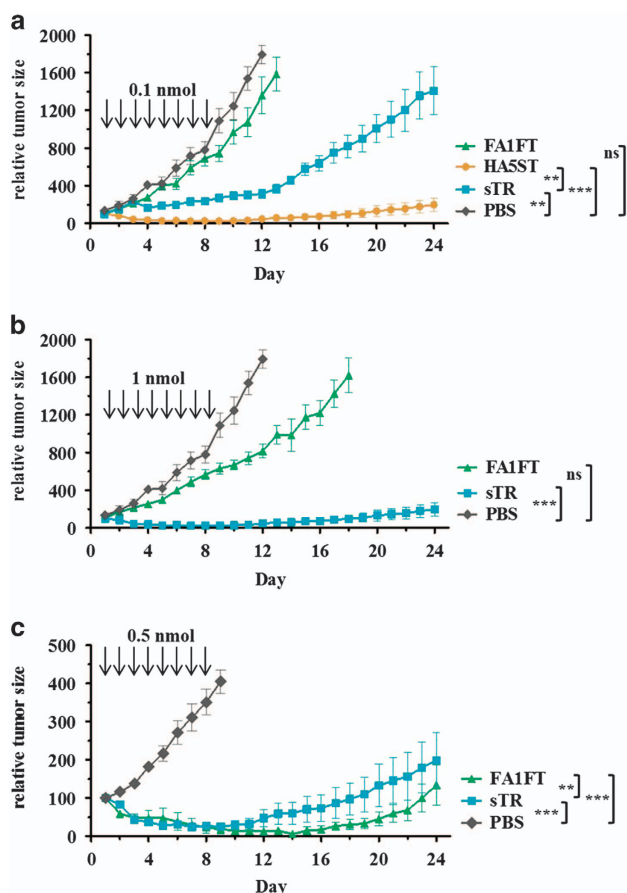 a
relative tumor size
2000
1600
1200
800
400
0
0.1 nmol
0 4 8 12 16 20 24
Day
FA1FT
HA5ST
sTR
PBS
**
**
***
ns
b
relative tumor size
2000
1600
1200
800
400
0
1 nmol
0 4 8 12 16 20 24
Day
FA1FT
sTR
PBS
***
ns
c
relative tumor size
500
400
300
200
100
0
0.5 nmol
0 4 8 12 16 20 24
Day
FA1FT
sTR
PBS
**
***
***